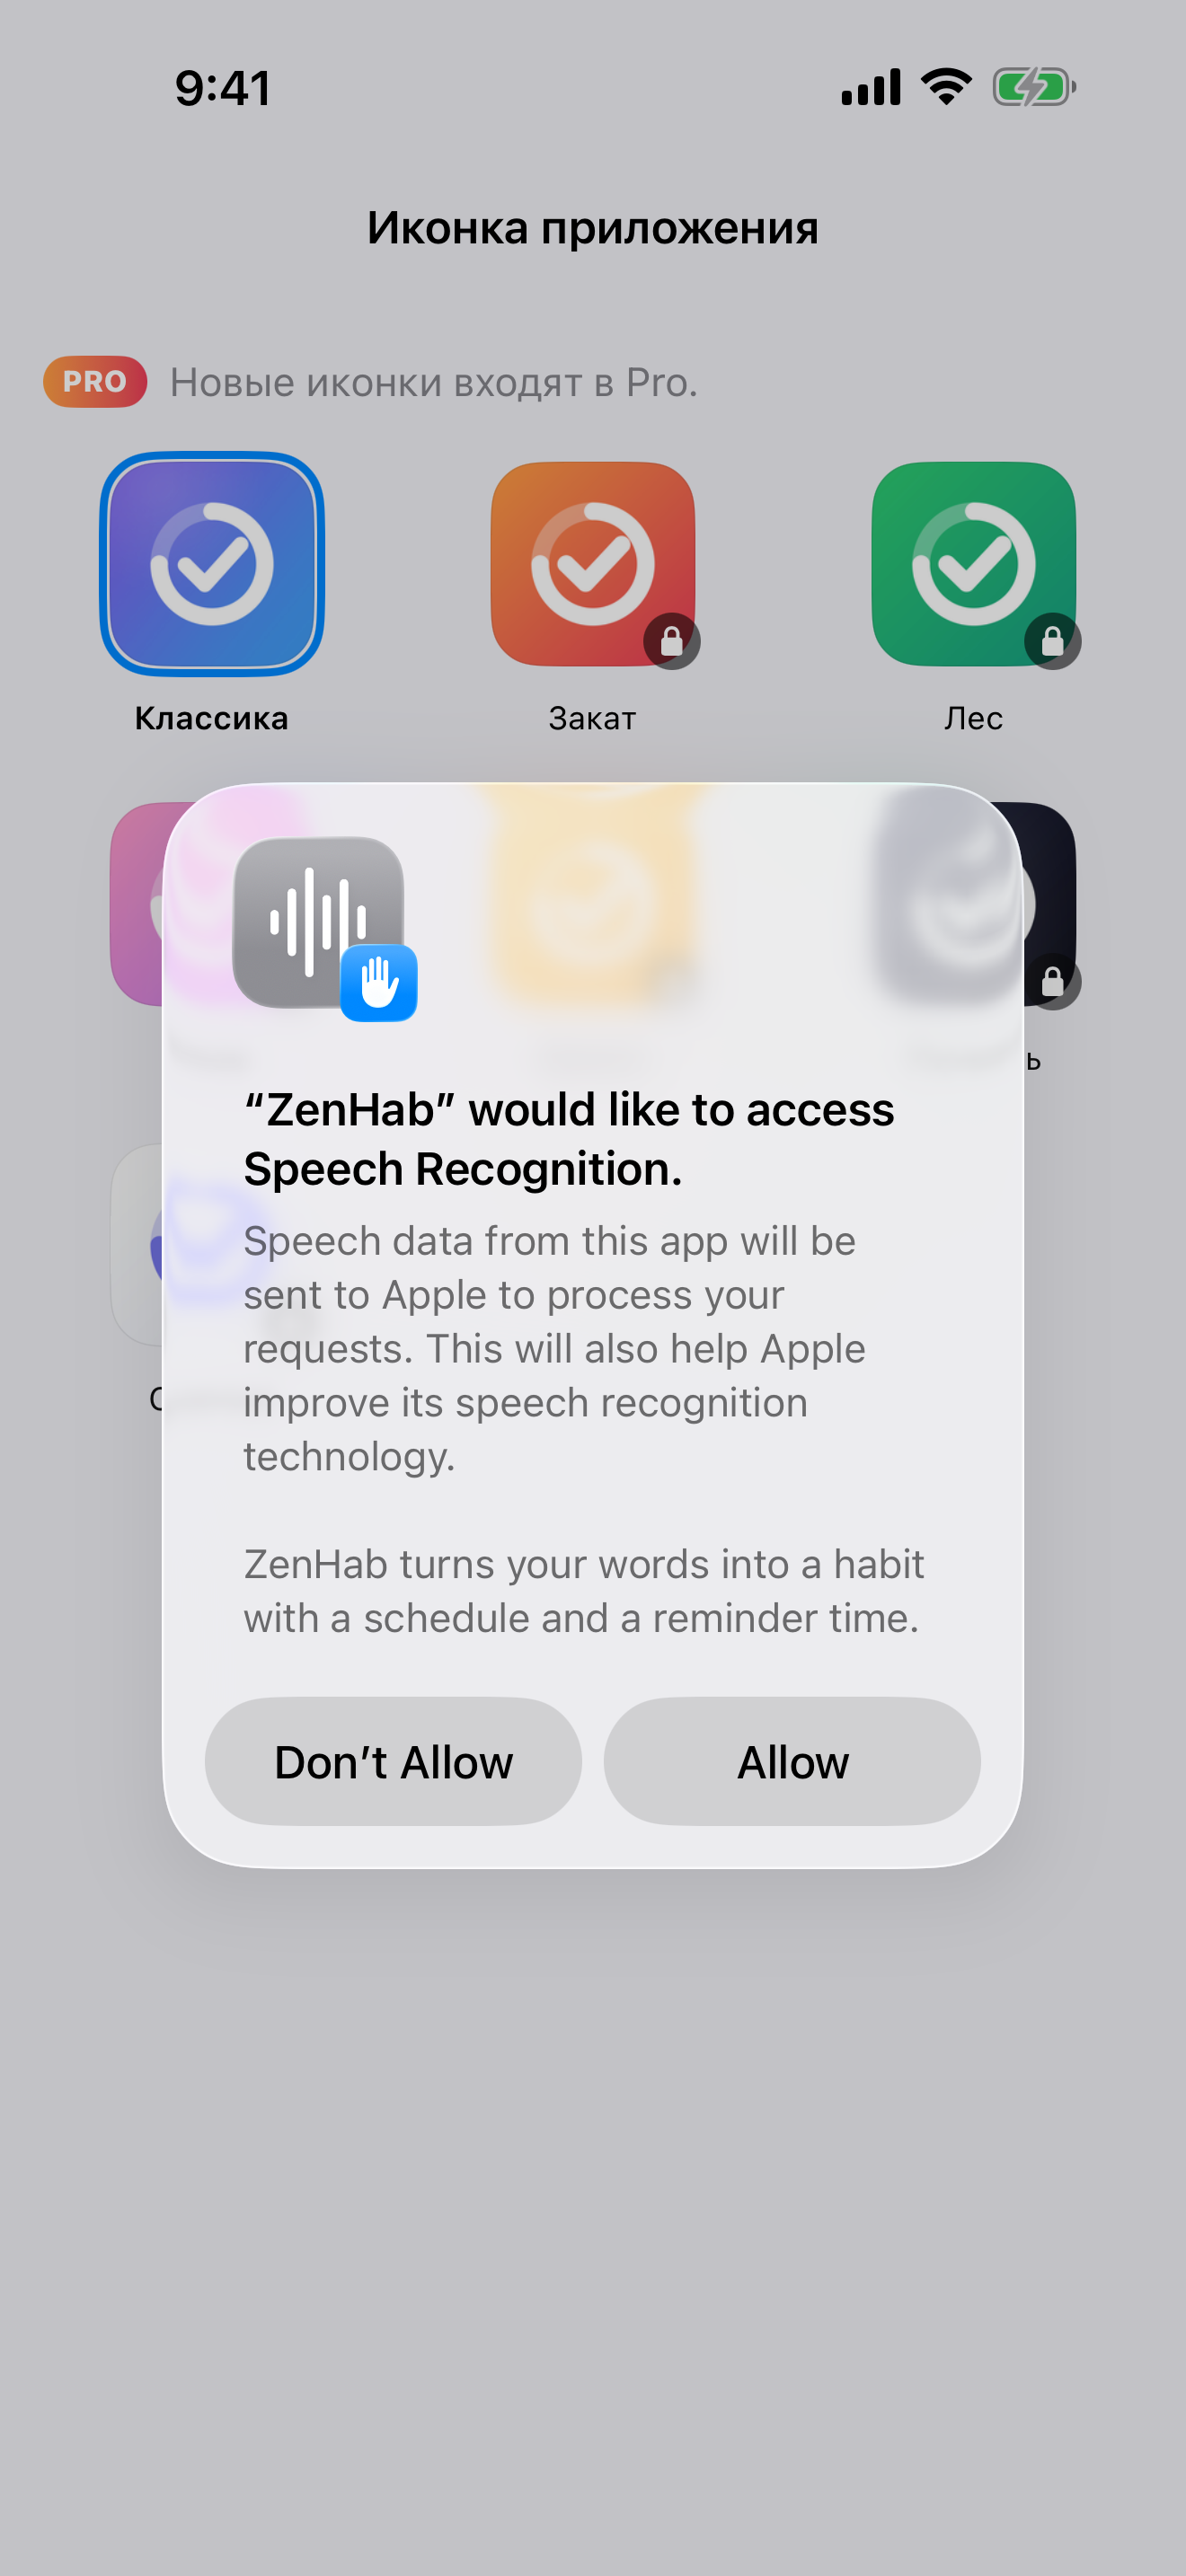 9:41
Иконка приложения
PRO Новые иконки входят в Pro.
Классика Закат Лес
“ZenHab” would like to access
Speech Recognition.
Speech data from this app will be
sent to Apple to process your
requests. This will also help Apple
improve its speech recognition
technology.
ZenHab turns your words into a habit
with a schedule and a reminder time.
Don’t Allow Allow